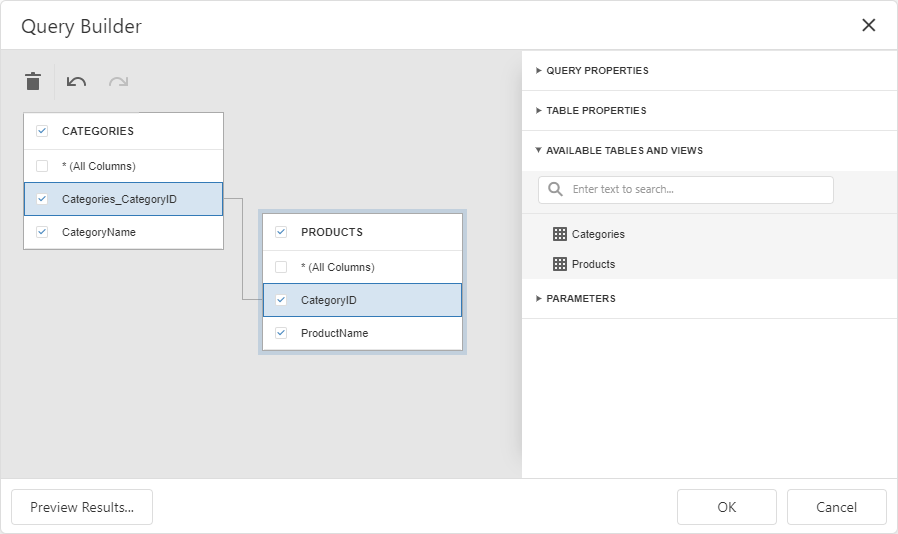 Query Builder
CATEGORIES
* (All Columns)
Categories_CategoryID
CategoryName
PRODUCTS
* (All Columns)
CategoryID
ProductName
QUERY PROPERTIES
TABLE PROPERTIES
AVAILABLE TABLES AND VIEWS
Enter text to search...
Categories
Products
PARAMETERS
Preview Results...
OK
Cancel